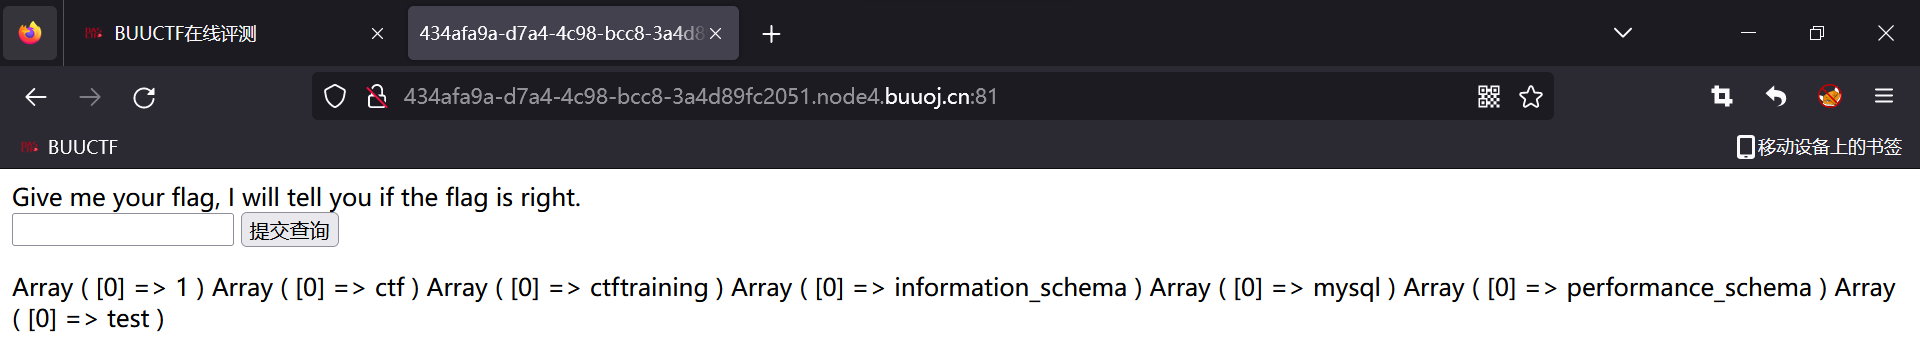 BUUCTF在线评测
434afa9a-d7a4-4c98-bcc8-3a4d8
434afa9a-d7a4-4c98-bcc8-3a4d89fc2051.node4.buuoj.cn:81
BUUCTF
移动设备上的书签
Give me your flag, I will tell you if the flag is right.
提交查询
Array ( [0] => 1 ) Array ( [0] => ctf ) Array ( [0] => ctftraining ) Array ( [0] => information_schema ) Array ( [0] => mysql ) Array ( [0] => performance_schema ) Array
( [0] => test )